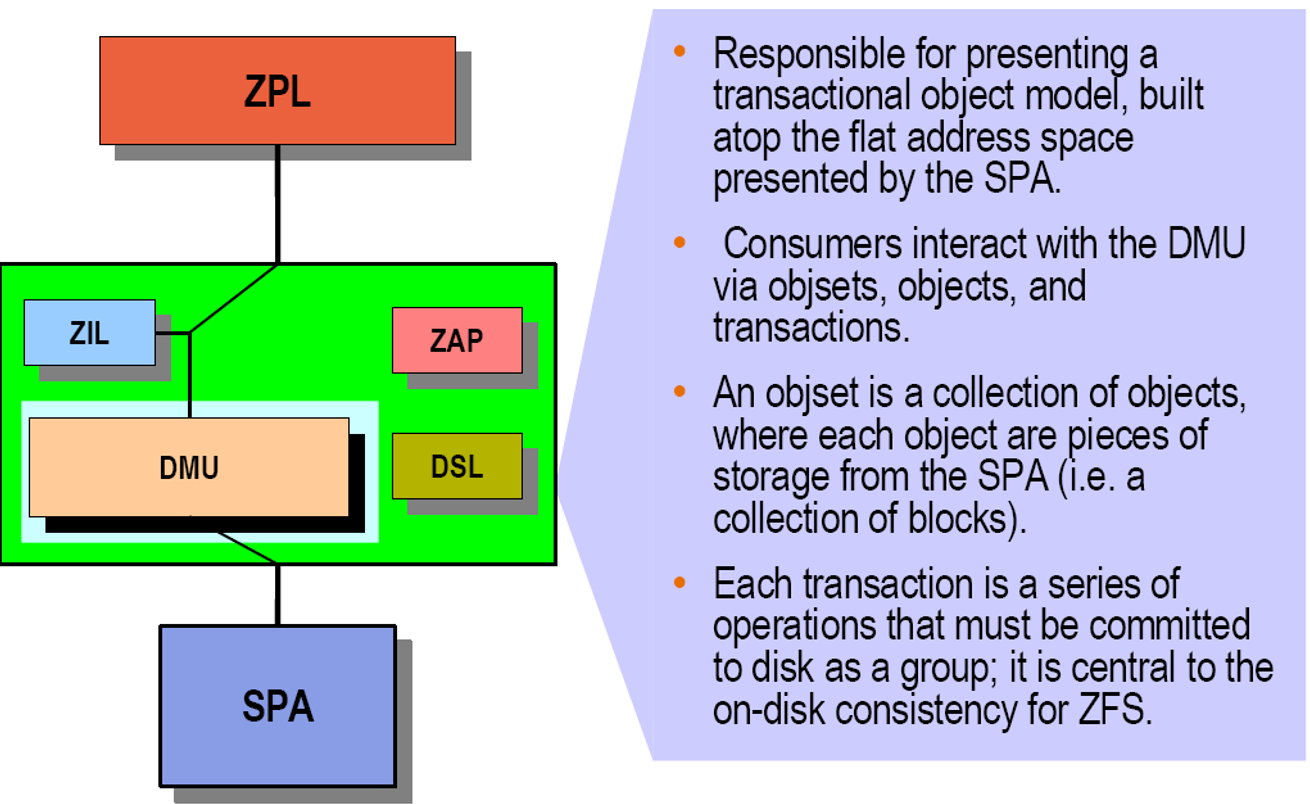 ZPL
ZIL
ZAP
DMU
DSL
SPA
• Responsible for presenting a
transactional object model, built
atop the flat address space
presented by the SPA.
• Consumers interact with the DMU
via objsets, objects, and
transactions.
• An objset is a collection of objects,
where each object are pieces of
storage from the SPA (i.e. a
collection of blocks).
• Each transaction is a series of
operations that must be committed
to disk as a group; it is central to the
on-disk consistency for ZFS.